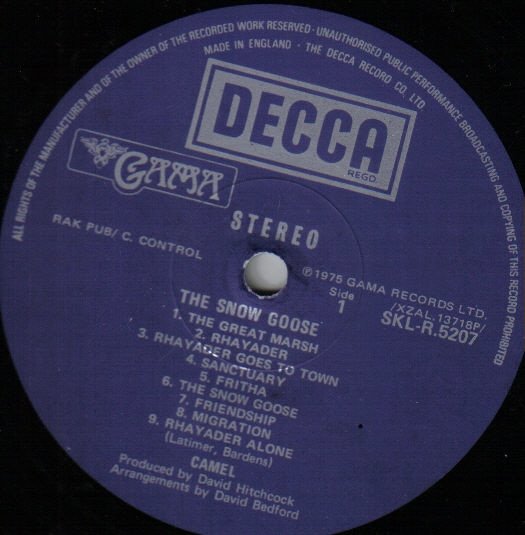 ALL RIGHTS OF THE MANUFACTURER AND OF THE OWNER OF THE RECORDED WORK RESERVED · UNAUTHORISED PUBLIC PERFORMANCE BROADCASTING AND COPYING OF THIS RECORD PROHIBITED
MADE IN ENGLAND · THE DECCA RECORD CO. LTD.
DECCA
REGD.
GAMA
STEREO
RAK PUB/ C. CONTROL
℗1975 GAMA RECORDS LTD.
Side
1
/XZAL.13718P/
SKL-R.5207
THE SNOW GOOSE
1. THE GREAT MARSH
2. RHAYADER
3. RHAYADER GOES TO TOWN
4. SANCTUARY
5. FRITHA
6. THE SNOW GOOSE
7. FRIENDSHIP
8. MIGRATION
9. RHAYADER ALONE
(Latimer, Bardens)
CAMEL
Produced by David Hitchcock
Arrangements by David Bedford